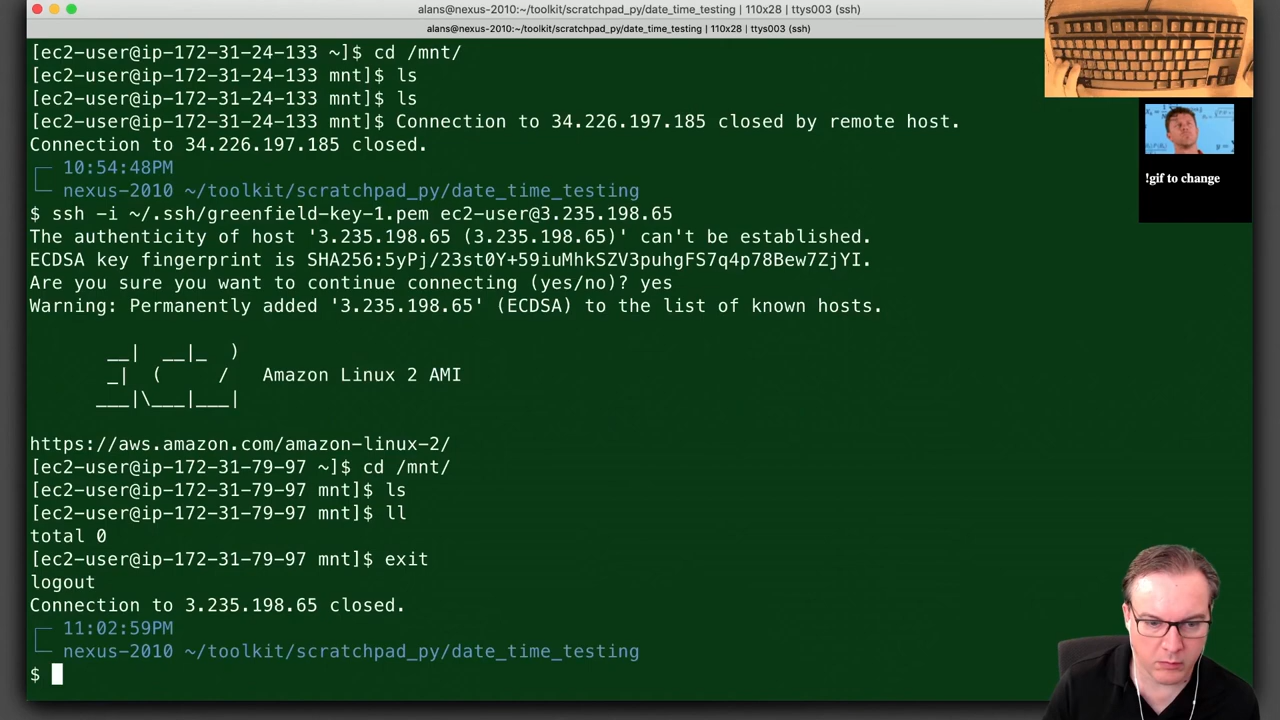 alans@nexus-2010:~/toolkit/scratchpad_py/date_time_testing | 110x28 | ttys003 (ssh)
alans@nexus-2010:~/toolkit/scratchpad_py/date_time_testing | 110x28 | ttys003 (ssh)
[ec2-user@ip-172-31-24-133 ~]$ cd /mnt/
[ec2-user@ip-172-31-24-133 mnt]$ ls
[ec2-user@ip-172-31-24-133 mnt]$ ls
[ec2-user@ip-172-31-24-133 mnt]$ Connection to 34.226.197.185 closed by remote host.
Connection to 34.226.197.185 closed.
10:54:48PM
nexus-2010 ~/toolkit/scratchpad_py/date_time_testing
$ ssh -i ~/.ssh/greenfield-key-1.pem ec2-user@3.235.198.65
The authenticity of host '3.235.198.65 (3.235.198.65)' can't be established.
ECDSA key fingerprint is SHA256:5yPj/23st0Y+59iuMhkSZV3puhgFS7q4p78Bew7ZjYI.
Are you sure you want to continue connecting (yes/no)? yes
Warning: Permanently added '3.235.198.65' (ECDSA) to the list of known hosts.
__|  __|_  )
_|  (     /   Amazon Linux 2 AMI
___|\___|___|
https://aws.amazon.com/amazon-linux-2/
[ec2-user@ip-172-31-79-97 ~]$ cd /mnt/
[ec2-user@ip-172-31-79-97 mnt]$ ls
[ec2-user@ip-172-31-79-97 mnt]$ ll
total 0
[ec2-user@ip-172-31-79-97 mnt]$ exit
logout
Connection to 3.235.198.65 closed.
11:02:59PM
nexus-2010 ~/toolkit/scratchpad_py/date_time_testing
$
!gif to change